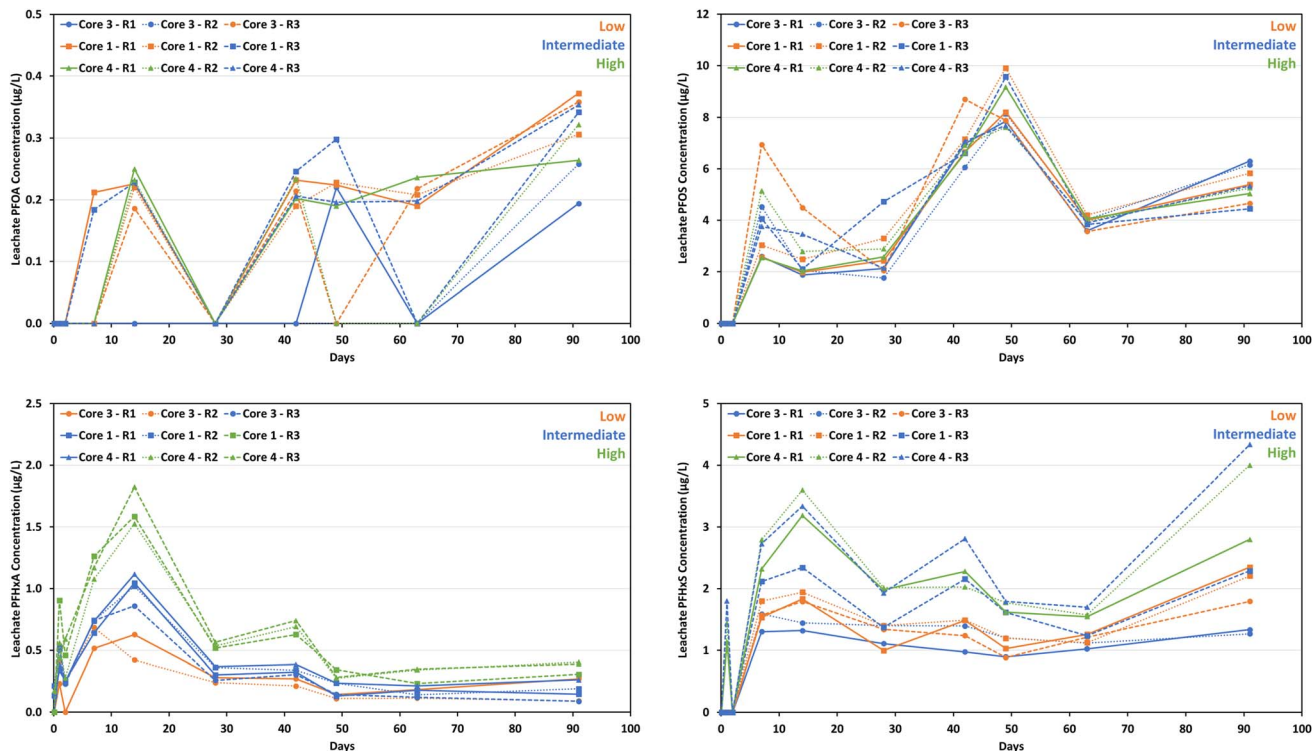 Leachate PFOA Concentration (µg/L)
0.5
0.4
0.3
0.2
0.1
0.0
Core 3 - R1 Core 3 - R2 Core 3 - R3
Core 1 - R1 Core 1 - R2 Core 1 - R3
Core 4 - R1 Core 4 - R2 Core 4 - R3
Low
Intermediate
High
0 10 20 30 40 50 60 70 80 90 100
Days
Leachate PFOS Concentration (µg/L)
12
10
8
6
4
2
0
Core 3 - R1 Core 3 - R2 Core 3 - R3
Core 1 - R1 Core 1 - R2 Core 1 - R3
Core 4 - R1 Core 4 - R2 Core 4 - R3
Low
Intermediate
High
0 10 20 30 40 50 60 70 80 90 100
Days
Leachate PFHxA Concentration (µg/L)
2.5
2.0
1.5
1.0
0.5
0.0
Core 3 - R1 Core 3 - R2 Core 3 - R3
Core 1 - R1 Core 1 - R2 Core 1 - R3
Core 4 - R1 Core 4 - R2 Core 4 - R3
Low
Intermediate
High
0 10 20 30 40 50 60 70 80 90 100
Days
Leachate PFHxS Concentration (µg/L)
5
4
3
2
1
0
Core 3 - R1 Core 3 - R2 Core 3 - R3
Core 1 - R1 Core 1 - R2 Core 1 - R3
Core 4 - R1 Core 4 - R2 Core 4 - R3
Low
Intermediate
High
0 10 20 30 40 50 60 70 80 90 100
Days